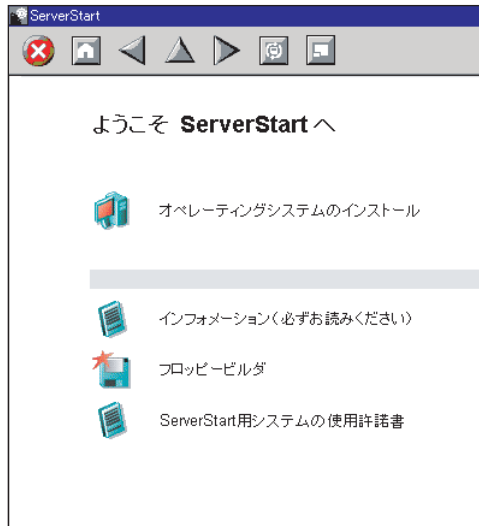 ServerStart
ようこそ ServerStart へ
オペレーティングシステムのインストール
インフォメーション(必ずお読みください)
フロッピービルダ
ServerStart用システムの使用許諾書